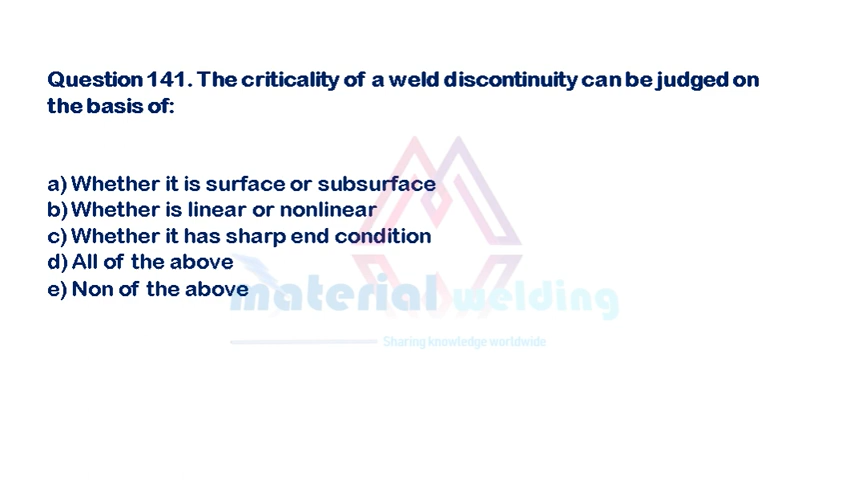 Question 141. The criticality of a weld discontinuity can be judged on
the basis of:
a) Whether it is surface or subsurface
b) Whether is linear or nonlinear
c) Whether it has sharp end condition
d) All of the above
e) Non of the above
material welding
Sharing knowledge worldwide